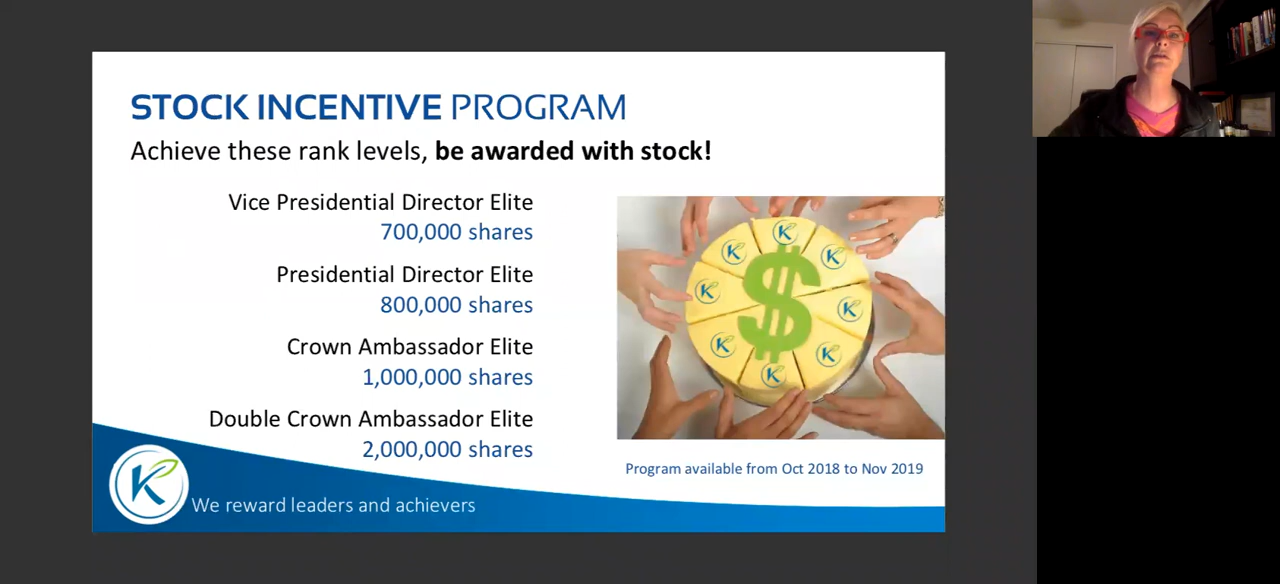 STOCK INCENTIVE PROGRAM
Achieve these rank levels, be awarded with stock!
Vice Presidential Director Elite
700,000 shares
Presidential Director Elite
800,000 shares
Crown Ambassador Elite
1,000,000 shares
Double Crown Ambassador Elite
2,000,000 shares
$
K
K
K
K
K
K
K
K
Program available from Oct 2018 to Nov 2019
K
We reward leaders and achievers